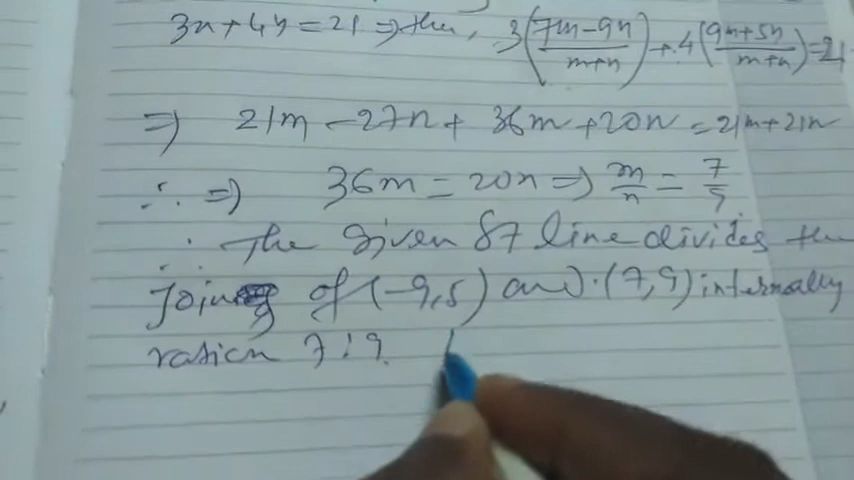 3x+4y=21 ⇒ then, 3(7m-9n/m+n)+4(9m+5n/m+n)=21
⇒ 21m-27n+36m+20n=21m+21n
∴ ⇒ 36m=20n ⇒ m/n=7/9
∴ The given st line divides the
joining of (-9,5) and (7,9) internally
ration 7:9.